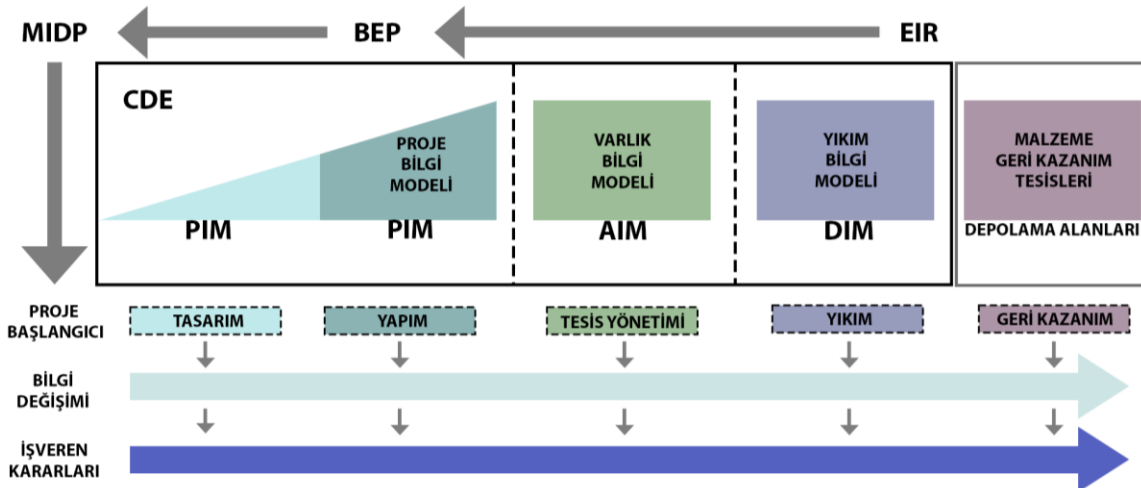 MIDP
BEP
EIR
CDE
PROJE
BİLGİ
MODELİ
VARLIK
BİLGİ
MODELİ
YIKIM
BİLGİ
MODELİ
MALZEME
GERİ KAZANIM
TESİSLERİ
PIM
PIM
AIM
DIM
DEPOLAMA ALANLARI
PROJE
BAŞLANGICI
TASARIM
YAPIM
TESİS YÖNETİMİ
YIKIM
GERİ KAZANIM
BİLGİ
DEĞİŞİMİ
İŞVEREN
KARARLARI